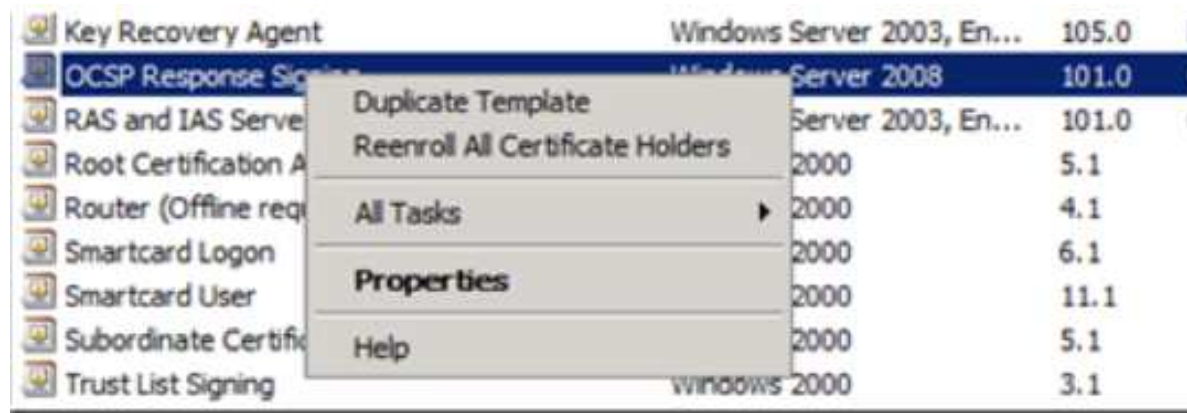 Key Recovery Agent Windows Server 2003, En... 105.0
OCSP Response Sig Windows Server 2008 101.0
Duplicate Template
RAS and IAS Serve Server 2003, En... 101.0
Reenroll All Certificate Holders
Root Certification A 2000 5.1
Router (Offline requ 2000 4.1
All Tasks
Smartcard Logon 2000 6.1
Properties
Smartcard User 2000 11.1
Subordinate Certific 2000 5.1
Help
Trust List Signing Windows 2000 3.1